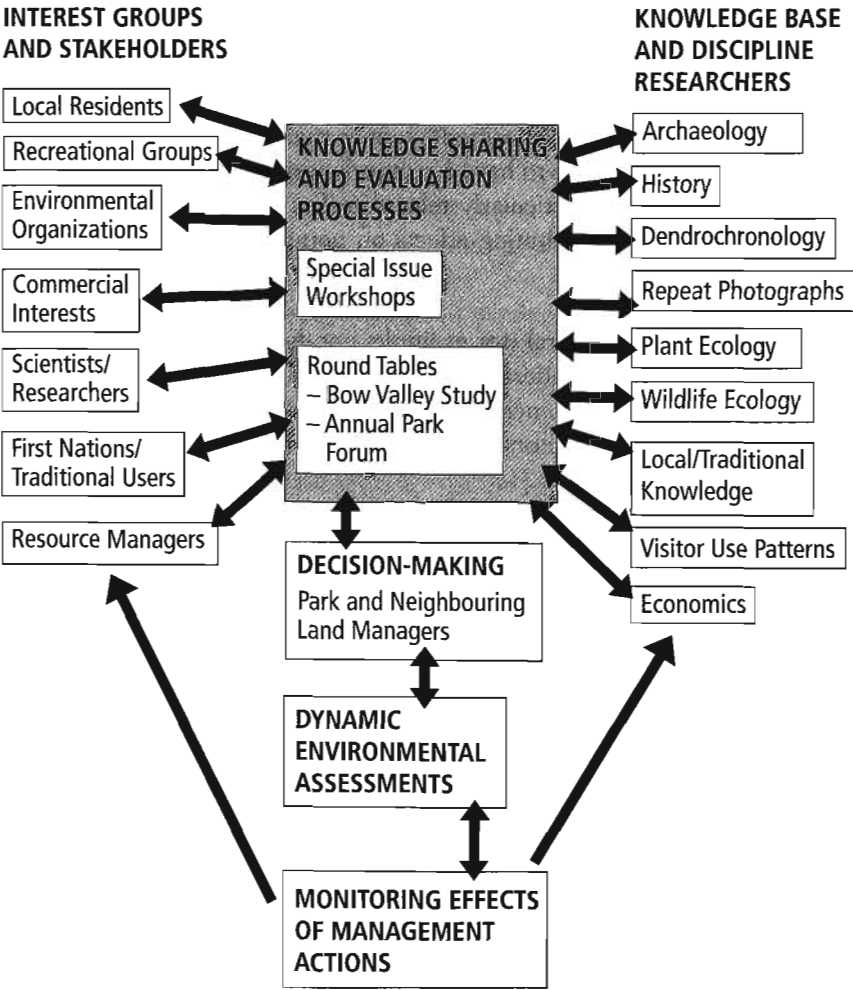 INTEREST GROUPS
AND STAKEHOLDERS
Local Residents
Recreational Groups
Environmental
Organizations
Commercial
Interests
Scientists/
Researchers
First Nations/
Traditional Users
Resource Managers
KNOWLEDGE SHARING
AND EVALUATION
PROCESSES
Special Issue
Workshops
Round Tables
– Bow Valley Study
– Annual Park
Forum
DECISION-MAKING
Park and Neighbouring
Land Managers
DYNAMIC
ENVIRONMENTAL
ASSESSMENTS
MONITORING EFFECTS
OF MANAGEMENT
ACTIONS
KNOWLEDGE BASE
AND DISCIPLINE
RESEARCHERS
Archaeology
History
Dendrochronology
Repeat Photographs
Plant Ecology
Wildlife Ecology
Local/Traditional
Knowledge
Visitor Use Patterns
Economics